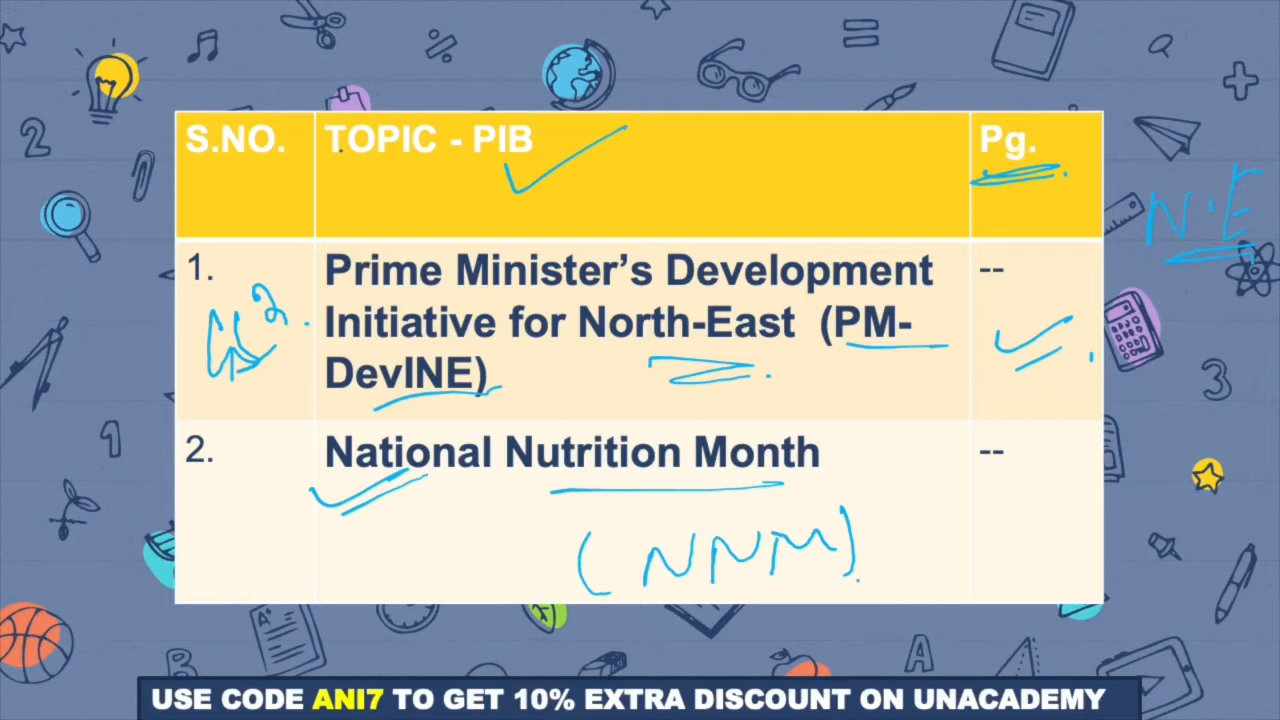 S.NO. TOPIC - PIB Pg.
N.E
1. Prime Minister's Development --
Initiative for North-East (PM-
DevINE)
2. National Nutrition Month --
(NNM)
USE CODE ANI7 TO GET 10% EXTRA DISCOUNT ON UNACADEMY